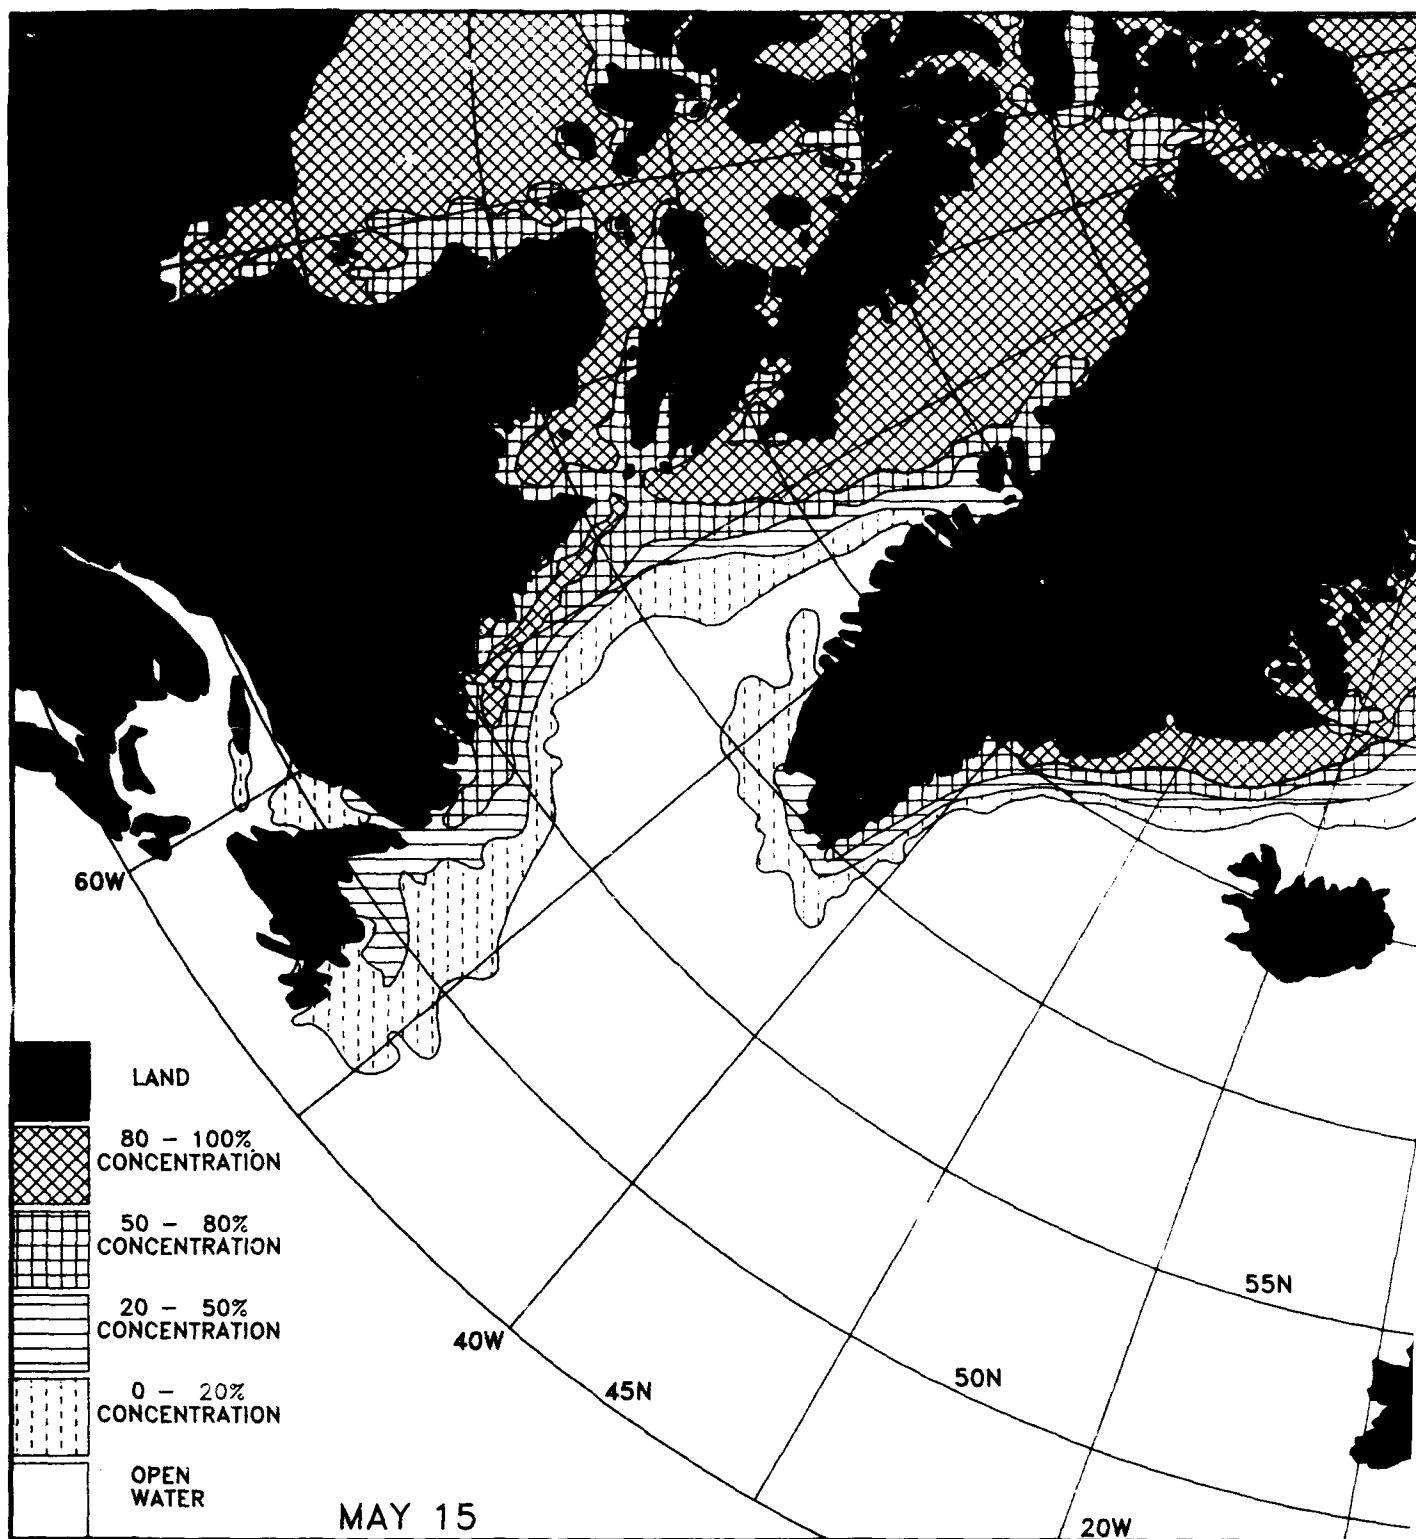 60W
LAND
80 - 100%
CONCENTRATION
50 - 80%
CONCENTRATION
20 - 50%
CONCENTRATION
0 - 20%
CONCENTRATION
OPEN
WATER
MAY 15
40W
45N
50N
55N
20W